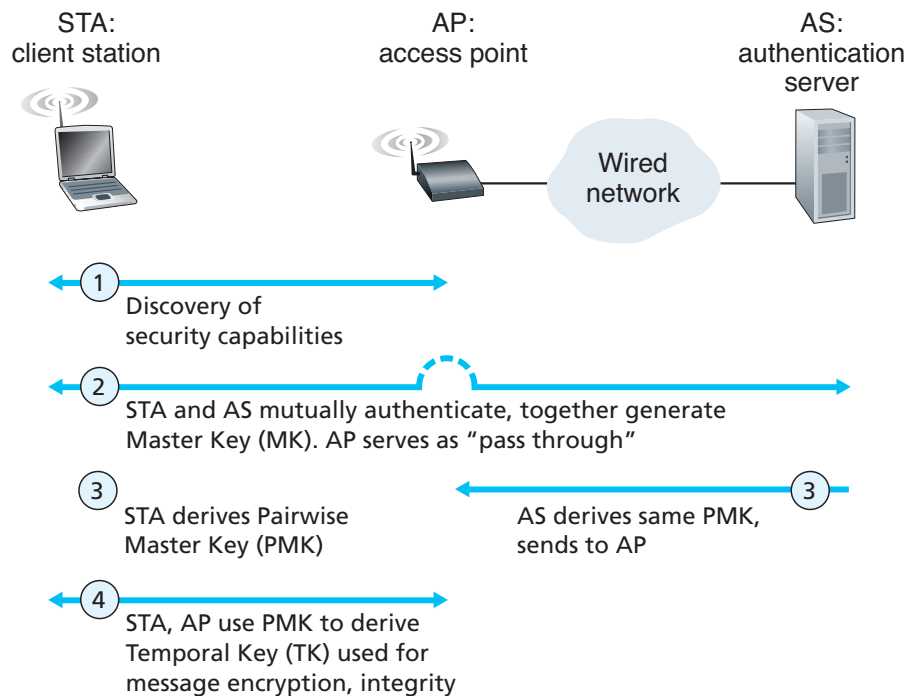 STA:
client station
AP:
access point
AS:
authentication
server
Wired
network
1
Discovery of
security capabilities
2
STA and AS mutually authenticate, together generate
Master Key (MK). AP serves as “pass through”
3
STA derives Pairwise
Master Key (PMK)
3
AS derives same PMK,
sends to AP
4
STA, AP use PMK to derive
Temporal Key (TK) used for
message encryption, integrity